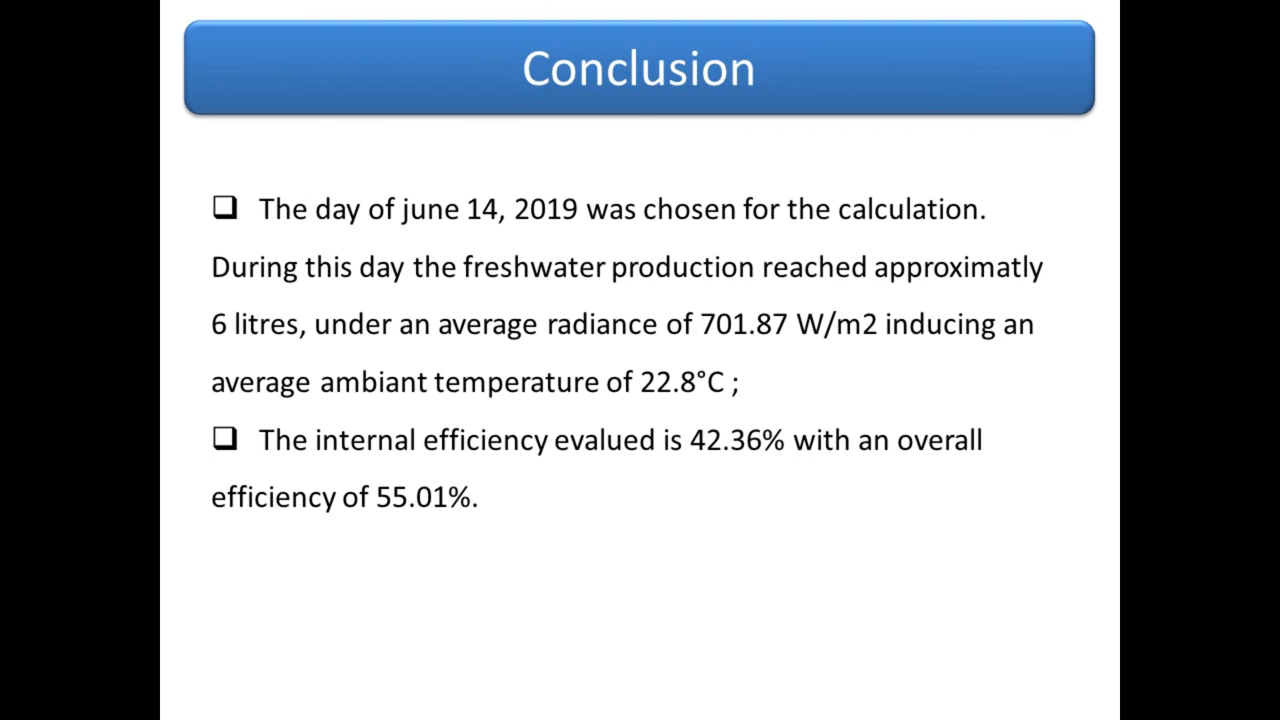 Conclusion
❑ The day of june 14, 2019 was chosen for the calculation.
During this day the freshwater production reached approximatly
6 litres, under an average radiance of 701.87 W/m2 inducing an
average ambiant temperature of 22.8°C ;
❑ The internal efficiency evalued is 42.36% with an overall
efficiency of 55.01%.